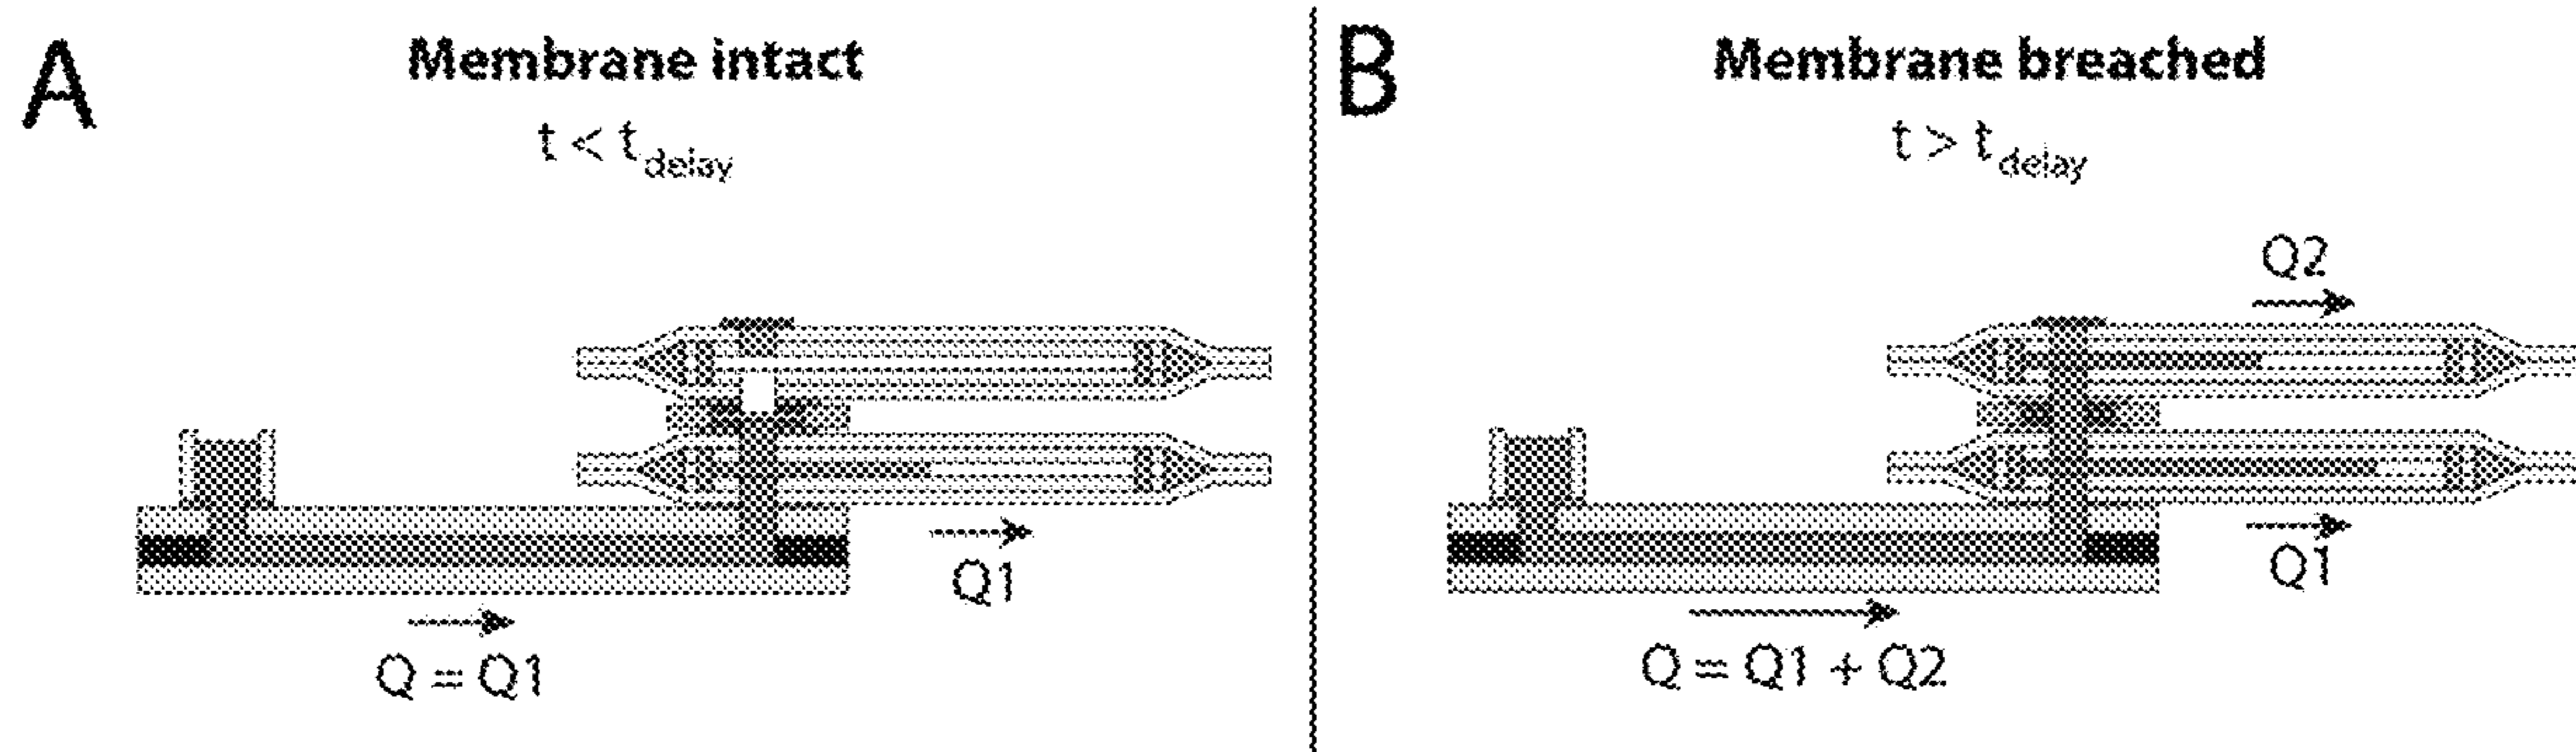 A
Membrane intact
t < t_delay
Q1
Q = Q1
B
Membrane breached
t > t_delay
Q2
Q1
Q = Q1 + Q2